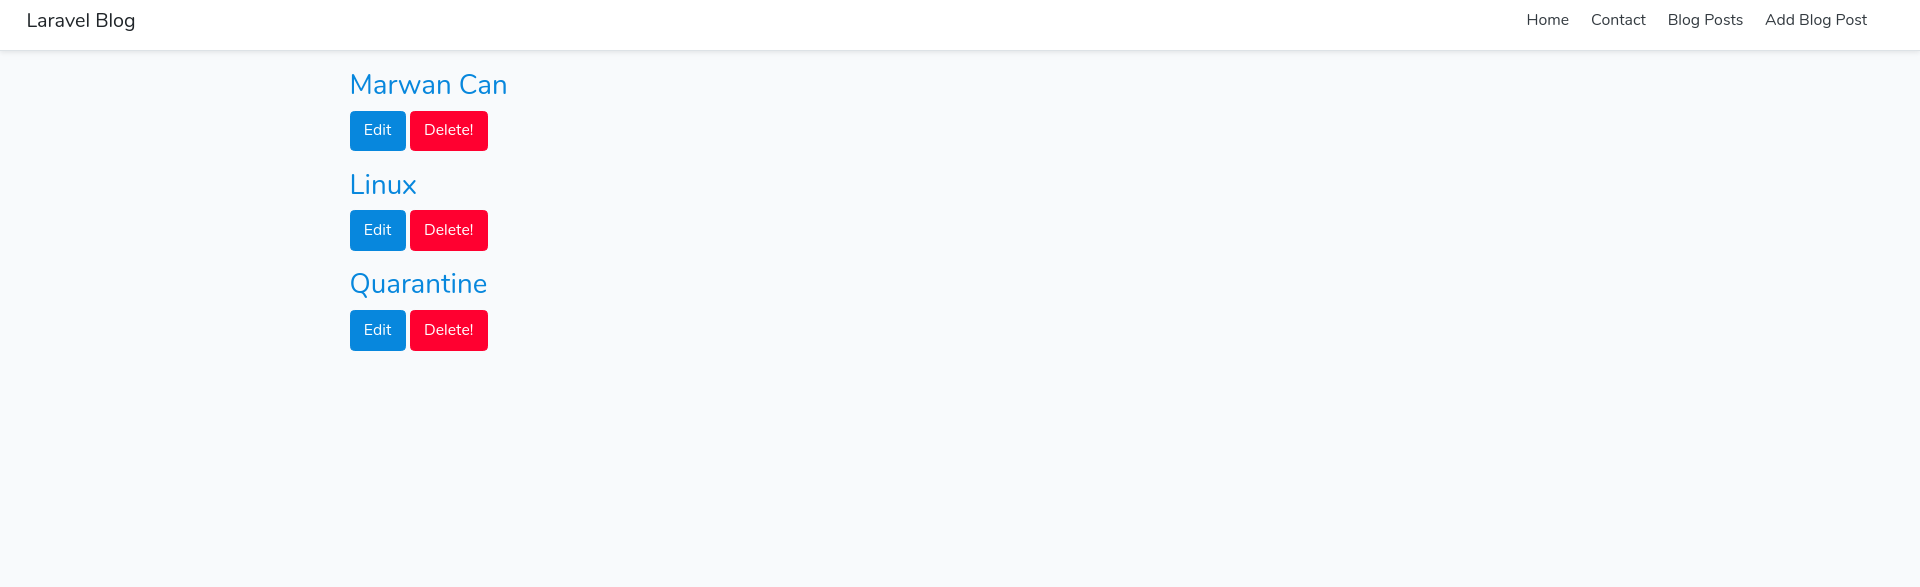 Laravel Blog Home Contact Blog Posts Add Blog Post
Marwan Can
Edit Delete!
Linux
Edit Delete!
Quarantine
Edit Delete!